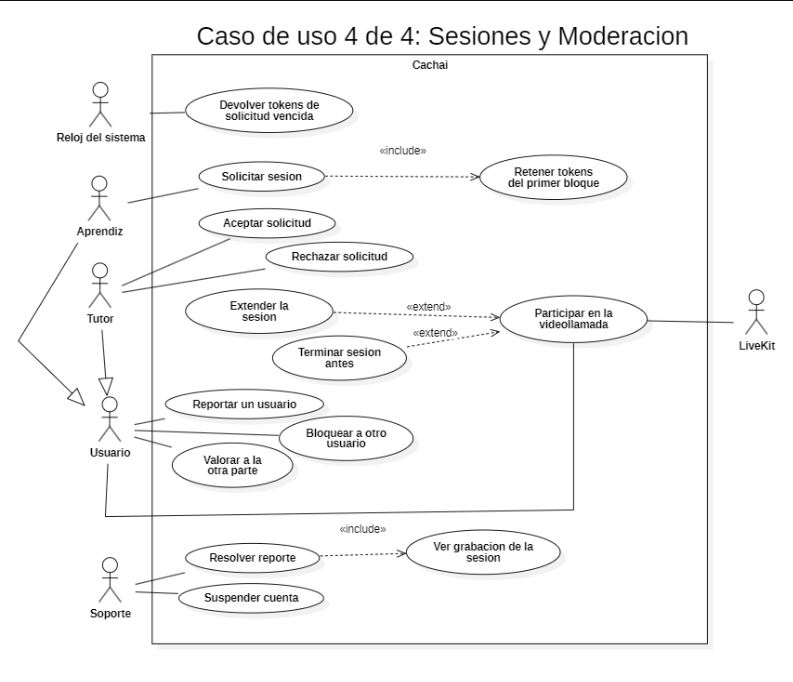 Caso de uso 4 de 4: Sesiones y Moderacion
Cachai
Reloj del sistema
Devolver tokens de
solicitud vencida
«include»
Aprendiz
Solicitar sesion
Retener tokens
del primer bloque
Aceptar solicitud
Rechazar solicitud
Tutor
Extender la
sesion
«extend»
Participar en la
videollamada
LiveKit
«extend»
Terminar sesion
antes
Usuario
Reportar un usuario
Bloquear a otro
usuario
Valorar a la
otra parte
«include»
Soporte
Resolver reporte
Ver grabacion de la
sesion
Suspender cuenta